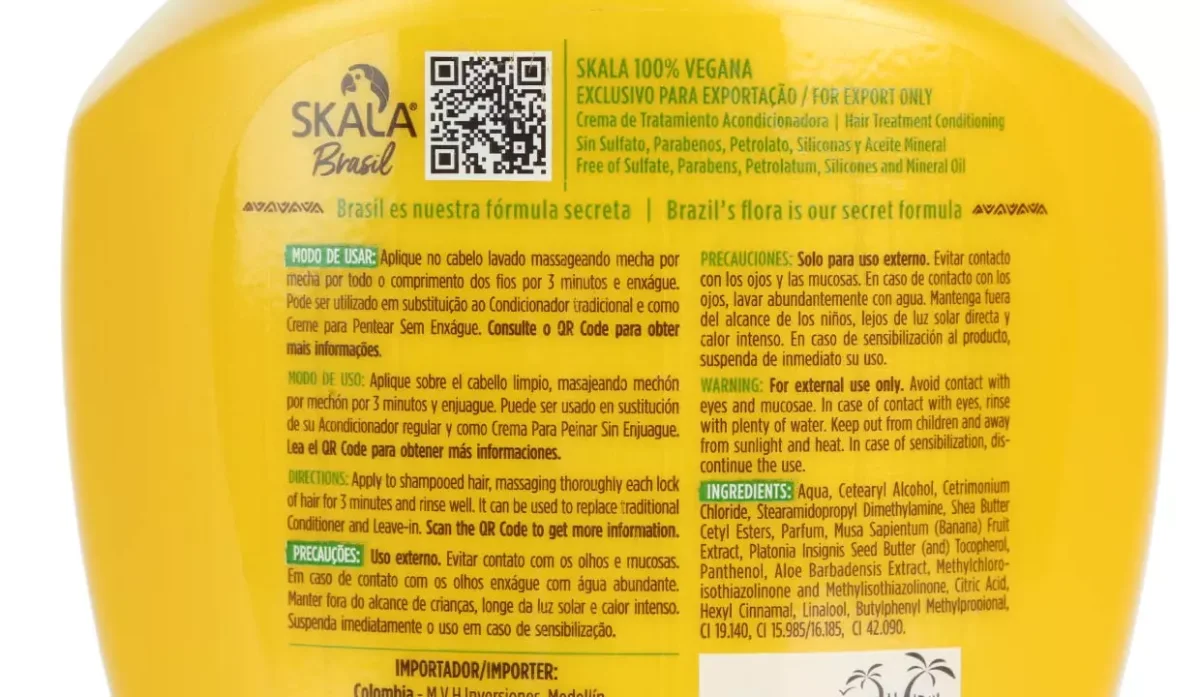 SKALA®
Brasil
SKALA 100% VEGANA
EXCLUSIVO PARA EXPORTAÇÃO / FOR EXPORT ONLY
Crema de Tratamiento Acondicionadora | Hair Treatment Conditioning
Sin Sulfato, Parabenos, Petrolato, Siliconas y Aceite Mineral
Free of Sulfate, Parabens, Petrolatum, Silicones and Mineral Oil
Brasil es nuestra fórmula secreta | Brazil's flora is our secret formula
MODO DE USAR: Aplique no cabelo lavado massageando mecha por
mecha por todo o comprimento dos fios por 3 minutos e enxágue.
Pode ser utilizado em substituição ao Condicionador tradicional e como
Creme para Pentear Sem Enxágue. Consulte o QR Code para obter
mais informações.
MODO DE USO: Aplique sobre el cabello limpio, masajeando mechón
por mechón por 3 minutos y enjuague. Puede ser usado en sustitución
de su Acondicionador regular y como Crema Para Peinar Sin Enjuague.
Lea el QR Code para obtener más informaciones.
DIRECTIONS: Apply to shampooed hair, massaging thoroughly each lock
of hair for 3 minutes and rinse well. It can be used to replace traditional
Conditioner and Leave-in. Scan the QR Code to get more information.
PRECAUÇÕES: Uso externo. Evitar contato com os olhos e mucosas.
Em caso de contato com os olhos enxágue com água abundante.
Manter fora do alcance de crianças, longe da luz solar e calor intenso.
Suspenda imediatamente o uso em caso de sensibilização.
IMPORTADOR/IMPORTER:
Colombia - M.V.H Inversiones, Medellín
PRECAUCIONES: Solo para uso externo. Evitar contacto
con los ojos y las mucosas. En caso de contacto con los
ojos, lavar abundantemente con agua. Mantenga fuera
del alcance de los niños, lejos de luz solar directa y
calor intenso. En caso de sensibilización al producto,
suspenda de inmediato su uso.
WARNING: For external use only. Avoid contact with
eyes and mucosae. In case of contact with eyes, rinse
with plenty of water. Keep out from children and away
from sunlight and heat. In case of sensibilization, dis-
continue the use.
INGREDIENTS: Aqua, Cetearyl Alcohol, Cetrimonium
Chloride, Stearamidopropyl Dimethylamine, Shea Butter
Cetyl Esters, Parfum, Musa Sapientum (Banana) Fruit
Extract, Platonia Insignis Seed Butter (and) Tocopherol,
Panthenol, Aloe Barbadensis Extract, Methylchloro-
isothiazolinone and Methylisothiazolinone, Citric Acid,
Hexyl Cinnamal, Linalool, Butylphenyl Methylpropional,
CI 19.140, CI 15.985/16.185, CI 42.090.